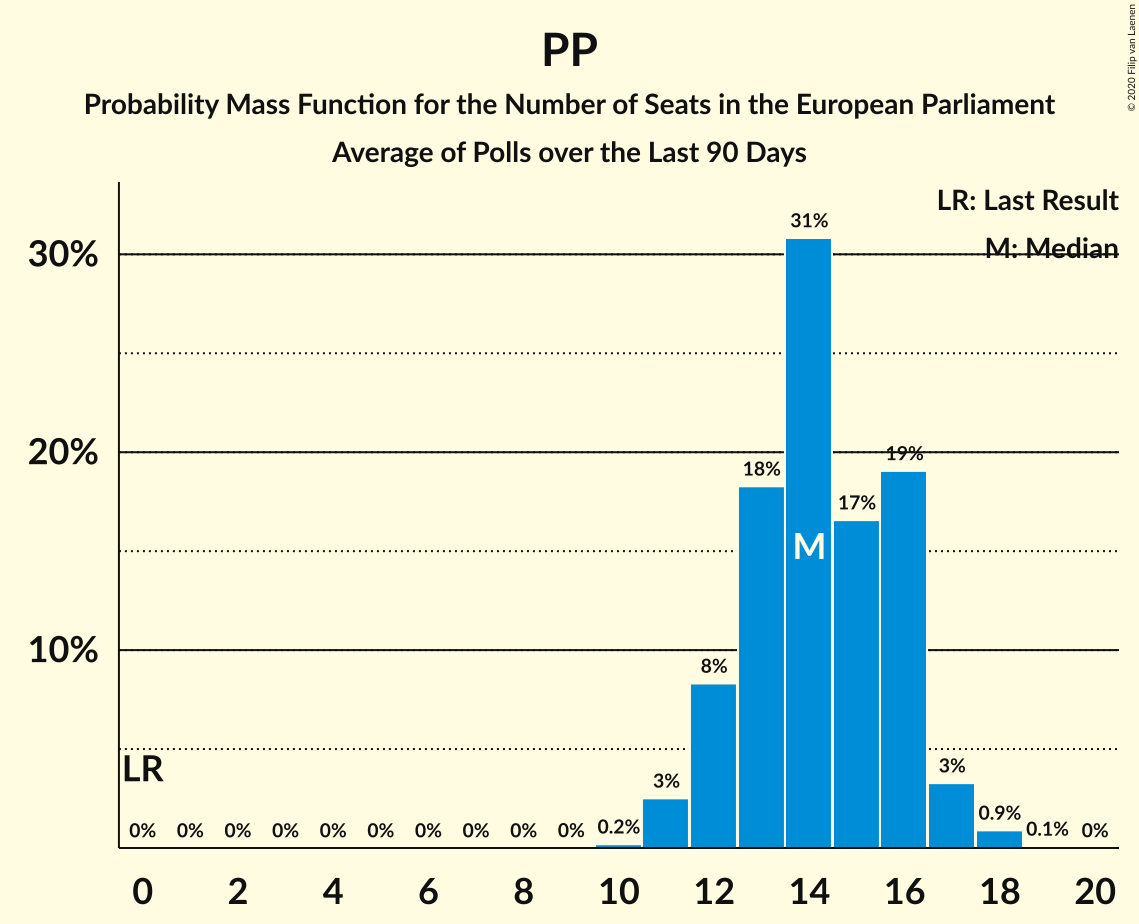 PP
Probability Mass Function for the Number of Seats in the European Parliament
Average of Polls over the Last 90 Days
© 2020 Filip van Laenen
LR: Last Result
M: Median
30%
20%
10%
31%
19%
18%
17%
M
8%
LR
3%
3%
0% 0% 0% 0% 0% 0% 0% 0% 0% 0% 0.2% 0.9% 0.1% 0%
0 2 4 6 8 10 12 14 16 18 20